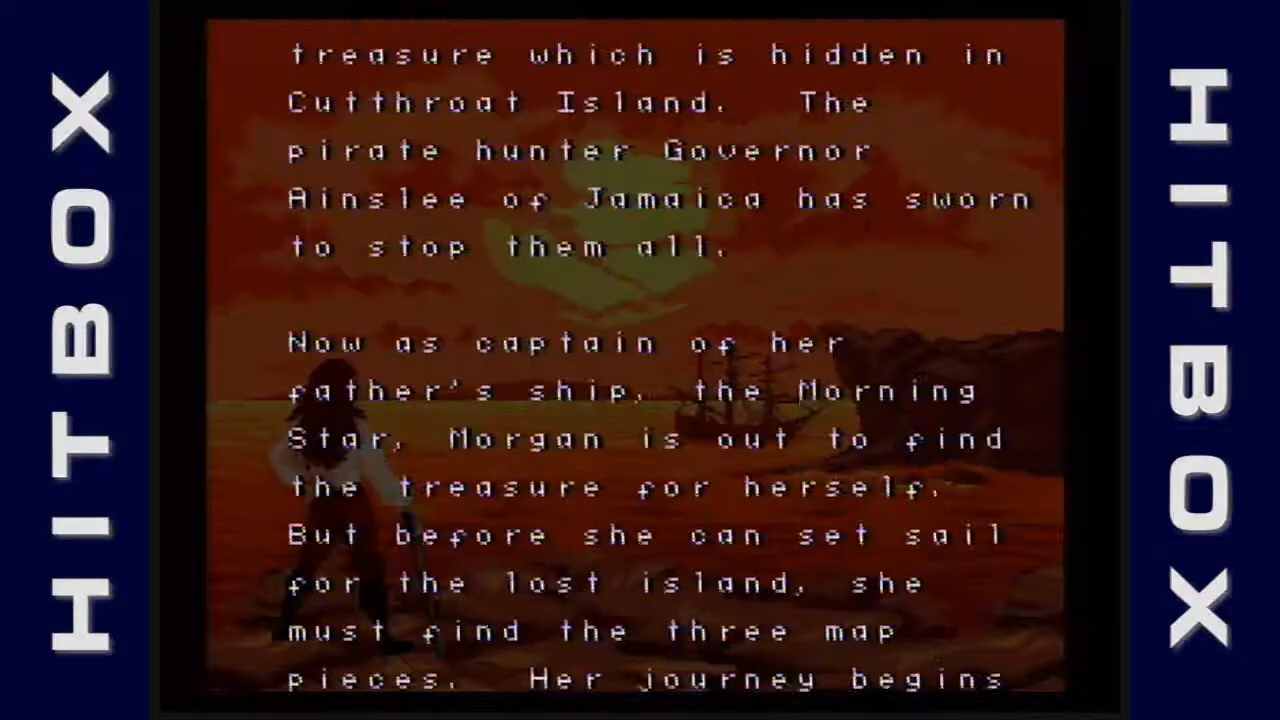 HITBOX
treasure which is hidden in
Cutthroat Island.  The
pirate hunter Governor
Ainslee of Jamaica has sworn
to stop them all.
Now as captain of her
father's ship, the Morning
Star, Morgan is out to find
the treasure for herself.
But before she can set sail
for the lost island, she
must find the three map
pieces.  Her journey begins
HITBOX